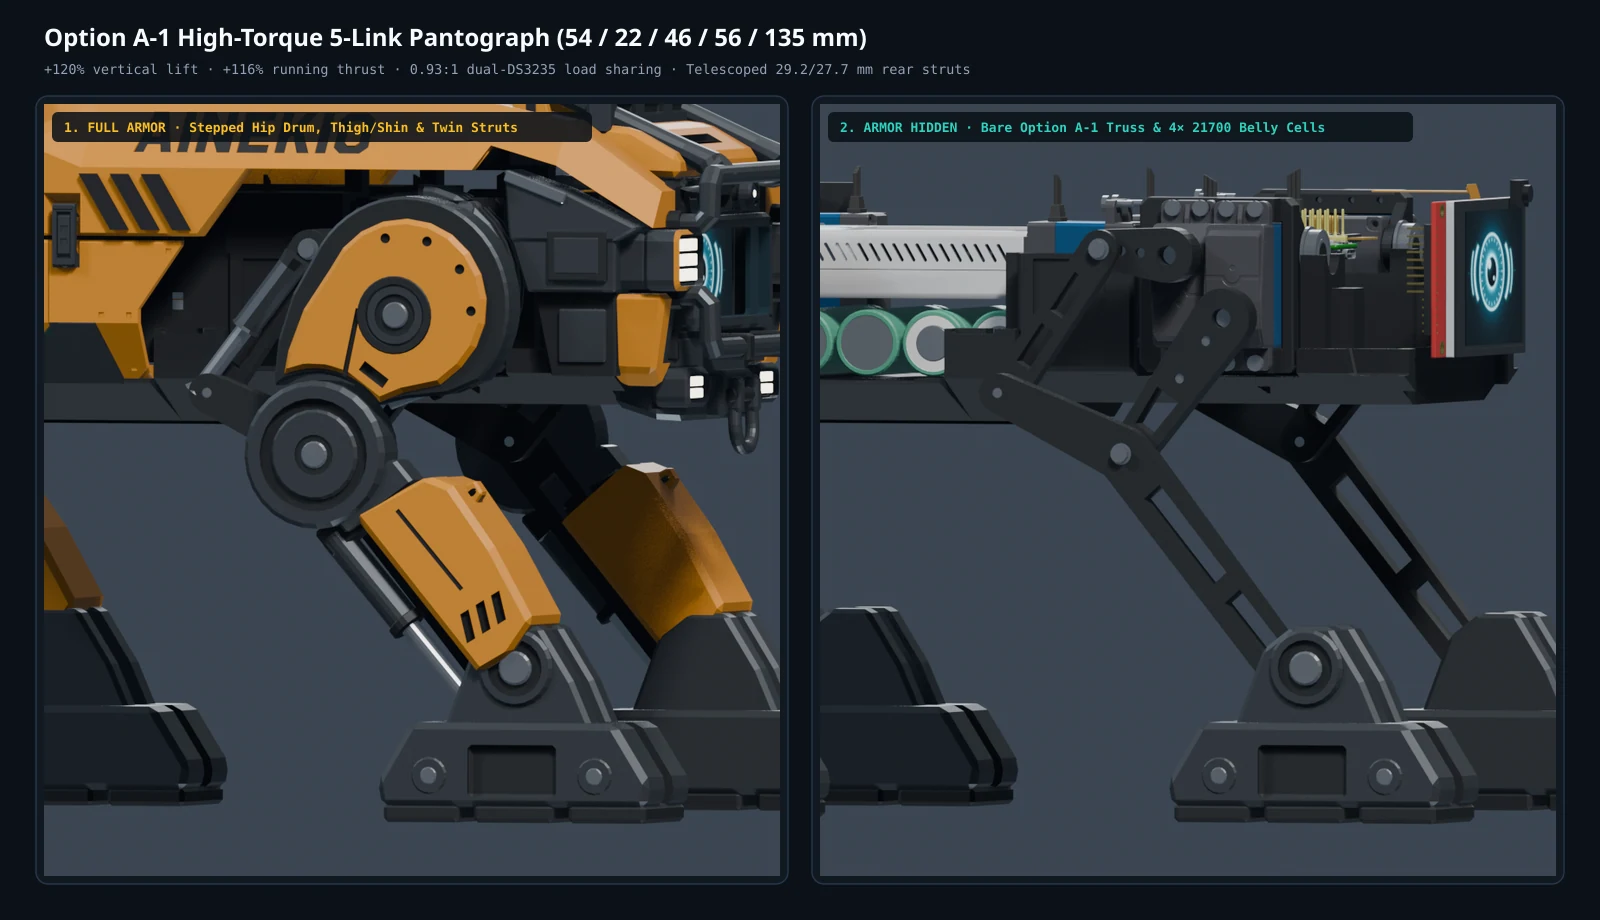 Option A-1 High-Torque 5-Link Pantograph (54 / 22 / 46 / 56 / 135 mm)
+120% vertical lift · +116% running thrust · 0.93:1 dual-DS3235 load sharing · Telescoped 29.2/27.7 mm rear struts
1. FULL ARMOR · Stepped Hip Drum, Thigh/Shin & Twin Struts
2. ARMOR HIDDEN · Bare Option A-1 Truss & 4× 21700 Belly Cells